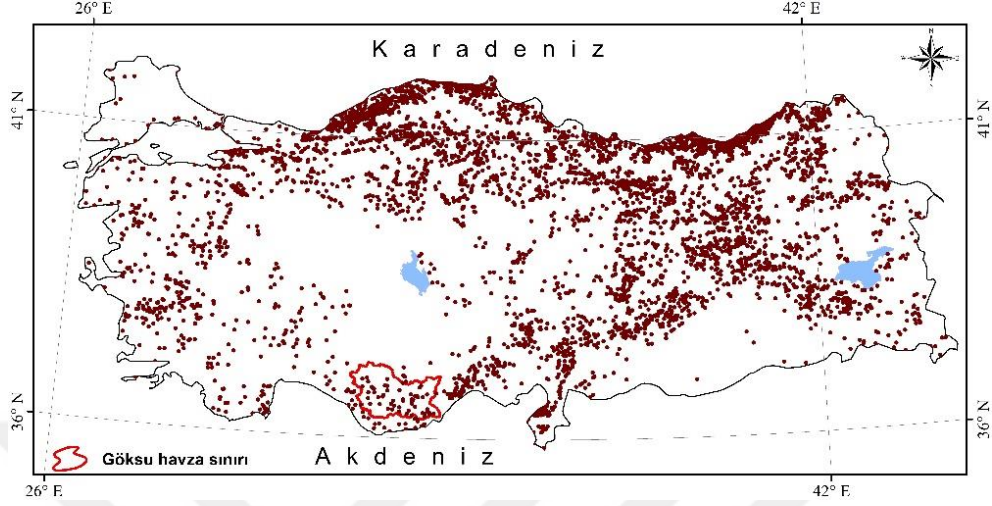 26° E
42° E
Karadeniz
N
41° N
41° N
36° N
36° N
Göksu havza sınırı
Akdeniz
26° E
42° E